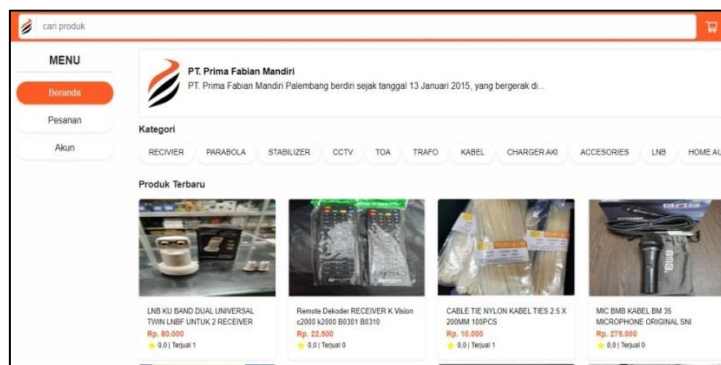 cari produk
MENU
Beranda
Pesanan
Akun
PT. Prima Fabian Mandiri
PT. Prima Fabian Mandiri Palembang berdiri sejak tanggal 13 Januari 2015, yang bergerak di...
Kategori
RECIVIER PARABOLA STABILIZER CCTV TOA TRAFO KABEL CHARGER AKI ACCESORIES LNB HOME AU
Produk Terbaru
LNB KU BAND DUAL UNIVERSAL
TWIN LNBF UNTUK 2 RECEIVER
Rp. 80.000
0,0 | Terjual 1
Remote Dekoder RECEIVER K Vision
c2000 k2000 B0301 B0310
Rp. 22.500
0,0 | Terjual 0
CABLE TIE NYLON KABEL TIES 2.5 X
200MM 100PCS
Rp. 10.000
0,0 | Terjual 1
MIC BMB KABEL BM 35
MICROPHONE ORIGINAL SNI
Rp. 275.000
0,0 | Terjual 0